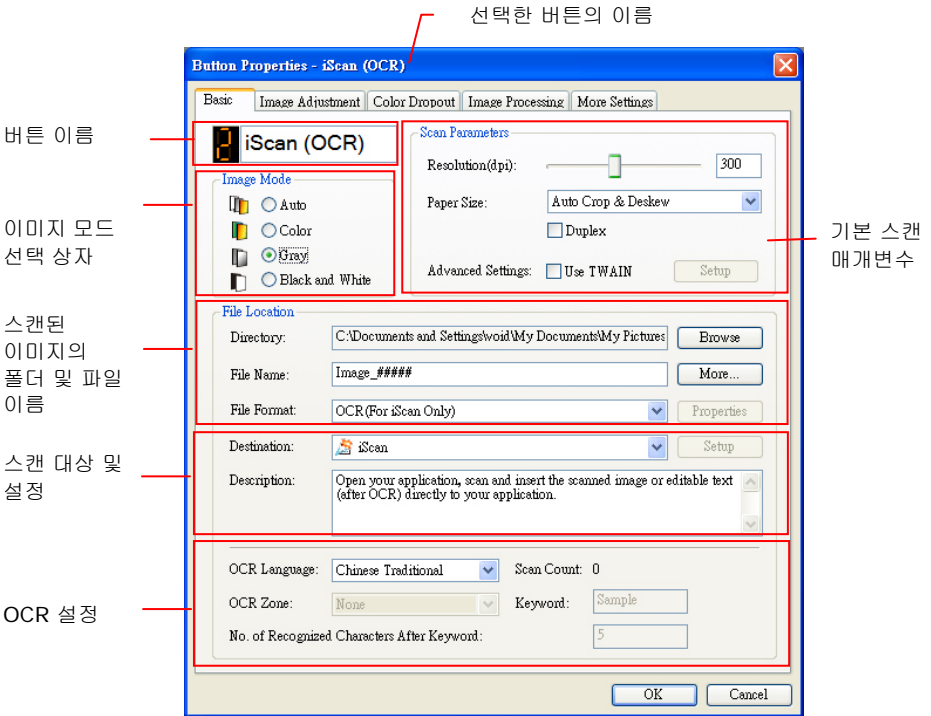 선택한 버튼의 이름
Button Properties - iScan (OCR)
Basic Image Adjustment Color Dropout Image Processing More Settings
버튼 이름
2 iScan (OCR)
이미지 모드
선택 상자
Image Mode
Auto
Color
Gray
Black and White
Scan Parameters
Resolution(dpi): 300
Paper Size: Auto Crop & Deskew
Duplex
Advanced Settings: Use TWAIN Setup
기본 스캔
매개변수
스캔된
이미지의
폴더 및 파일
이름
File Location
Directory: C:\Documents and Settings\void\My Documents\My Pictures Browse
File Name: Image_##### More...
File Format: OCR(For iScan Only) Properties
스캔 대상 및
설정
Destination: iScan Setup
Description: Open your application, scan and insert the scanned image or editable text
(after OCR) directly to your application.
OCR 설정
OCR Language: Chinese Traditional Scan Count: 0
OCR Zone: None Keyword: Sample
No. of Recognized Characters After Keyword: 5
OK Cancel